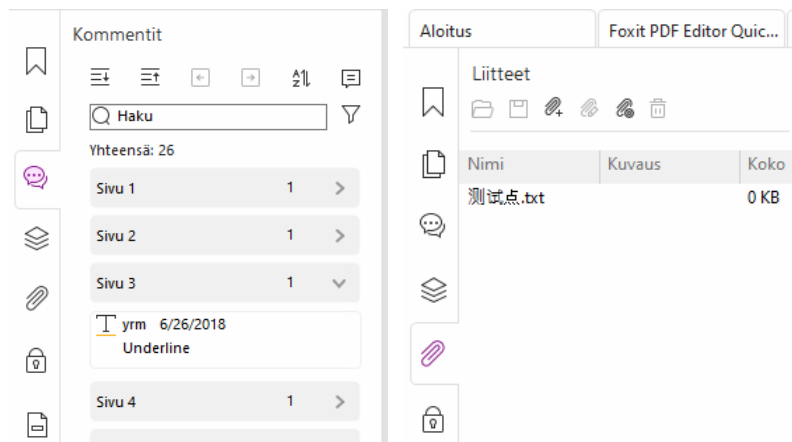 Kommentit
Haku
Yhteensä: 26
Sivu 1 1
Sivu 2 1
Sivu 3 1
yrm 6/26/2018
Underline
Sivu 4 1
Aloitus
Foxit PDF Editor Quic...
Liitteet
Nimi Kuvaus Koko
测试点.txt 0 KB